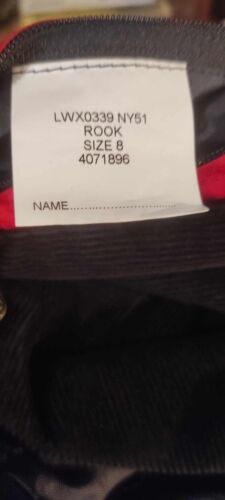 LWX0339 NY51
ROOK
SIZE 8
4071896
NAME.............................